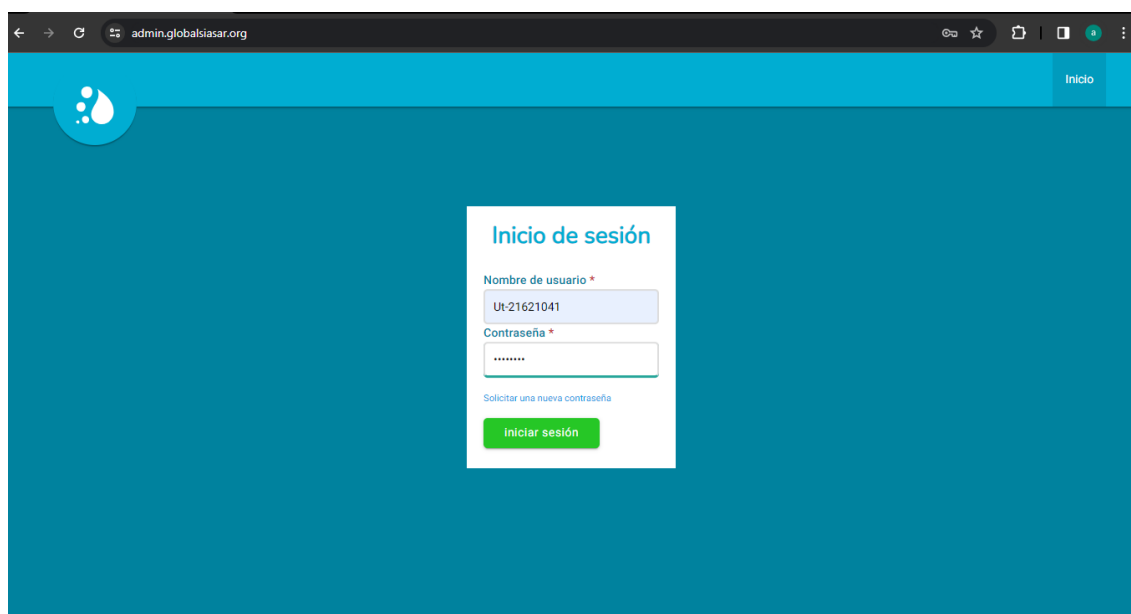 admin.globalsiasar.org
a
Inicio
Inicio de sesión
Nombre de usuario *
Ut-21621041
Contraseña *
••••••••
Solicitar una nueva contraseña
iniciar sesión